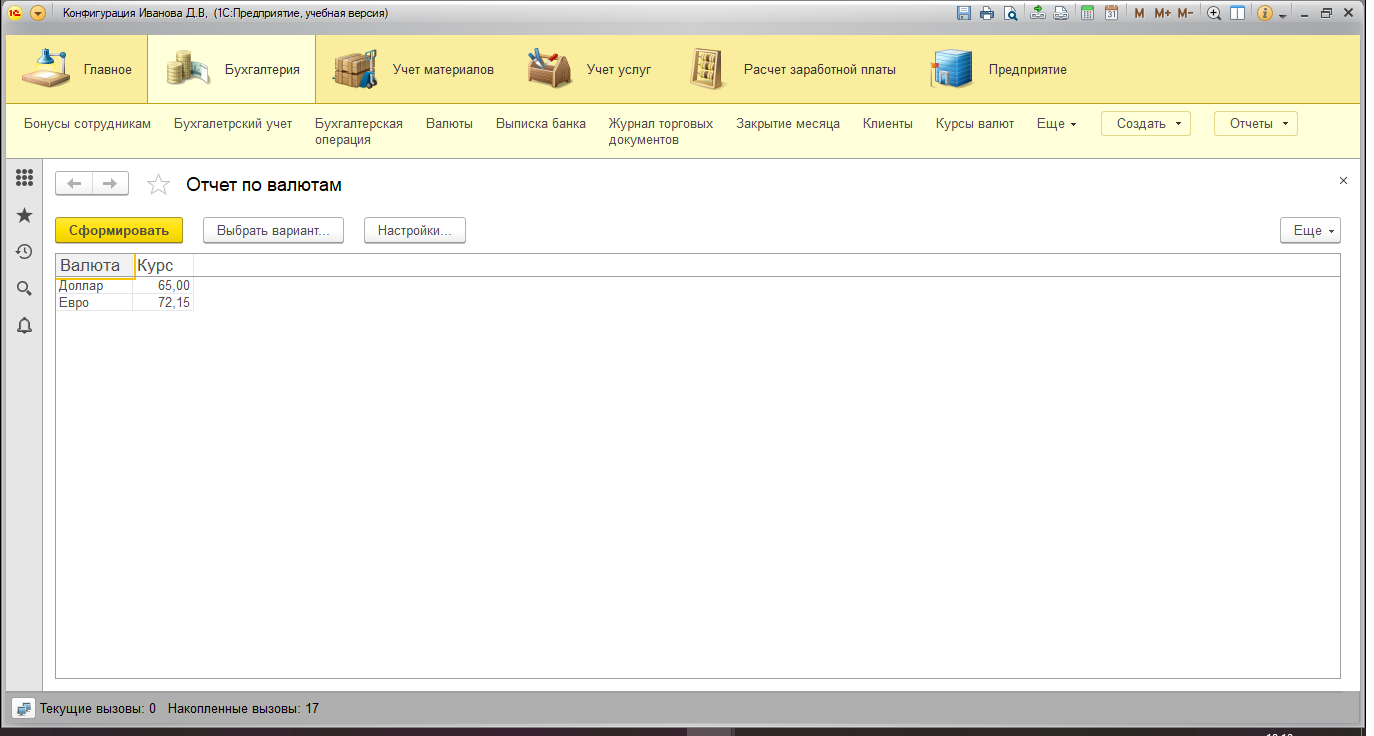 Конфигурация Иванова Д.В, (1С:Предприятие, учебная версия)
M M+ M-
Главное Бухгалтерия Учет материалов Учет услуг Расчет заработной платы Предприятие
Бонусы сотрудникам Бухгалетрский учет Бухгалтерская операция Валюты Выписка банка Журнал торговых документов Закрытие месяца Клиенты Курсы валют Еще Создать Отчеты
Отчет по валютам
Сформировать Выбрать вариант... Настройки... Еще
Валюта Курс
Доллар 65,00
Евро 72,15
Текущие вызовы: 0 Накопленные вызовы: 17